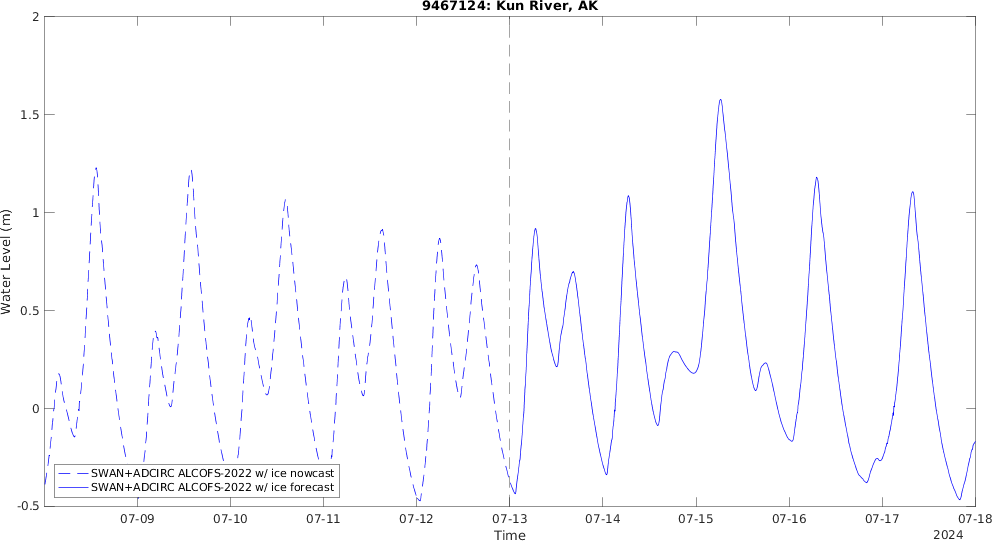 9467124: Kun River, AK
2
1.5
1
0.5
0
-0.5
Water Level (m)
SWAN+ADCIRC ALCOFS-2022 w/ ice nowcast
SWAN+ADCIRC ALCOFS-2022 w/ ice forecast
07-09 07-10 07-11 07-12 07-13 07-14 07-15 07-16 07-17 07-18
Time
2024